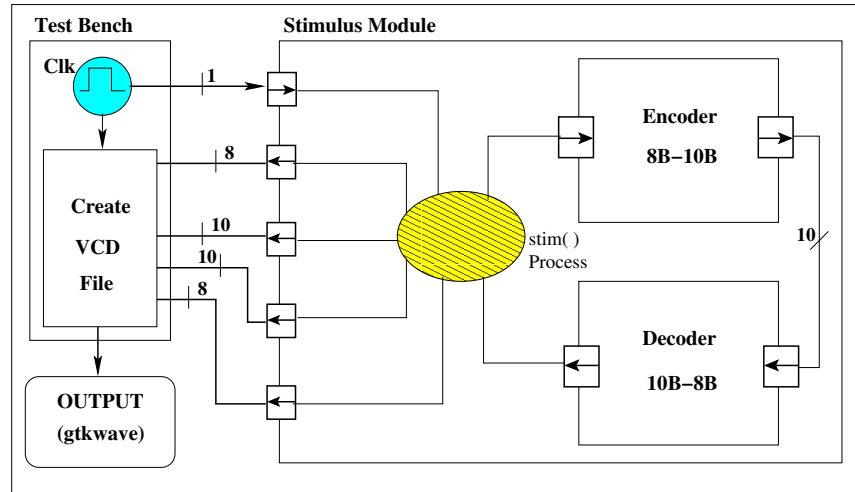 Test Bench
Stimulus Module
Clk
1
8
10
10
8
Create
VCD
File
OUTPUT
(gtkwave)
stim( )
Process
Encoder
8B−10B
10
Decoder
10B−8B